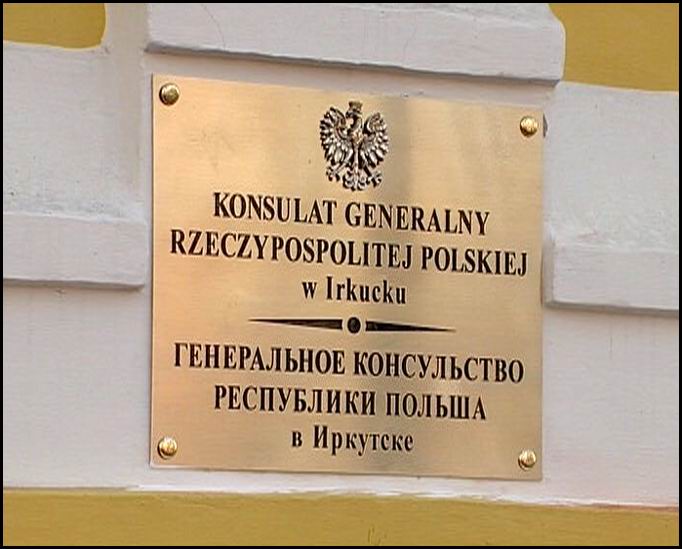 KONSULAT GENERALNY
RZECZYPOSPOLITEJ POLSKIEJ
w Irkucku
ГЕНЕРАЛЬНОЕ КОНСУЛЬСТВО
РЕСПУБЛИКИ ПОЛЬША
в Иркутске